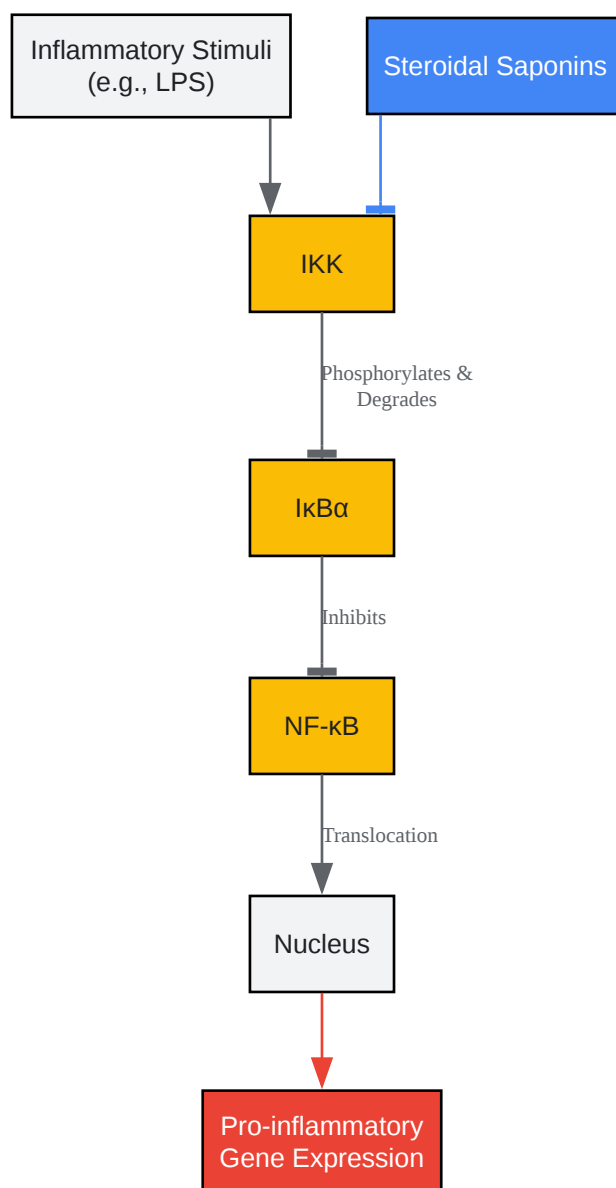 Inflammatory Stimuli
(e.g., LPS)
Steroidal Saponins
IKK
Phosphorylates &
Degrades
IκBα
Inhibits
NF-κB
Translocation
Nucleus
Pro-inflammatory
Gene Expression